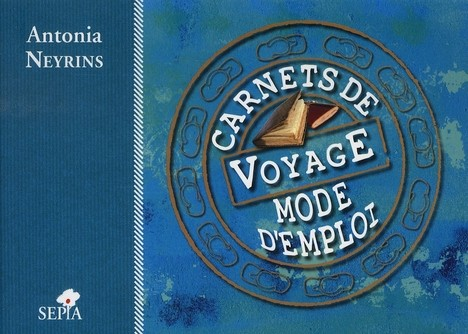 Antonia
NEYRINS
CARNETS DE
VOYAGE
MODE
D'EMPLOI
SEPIA